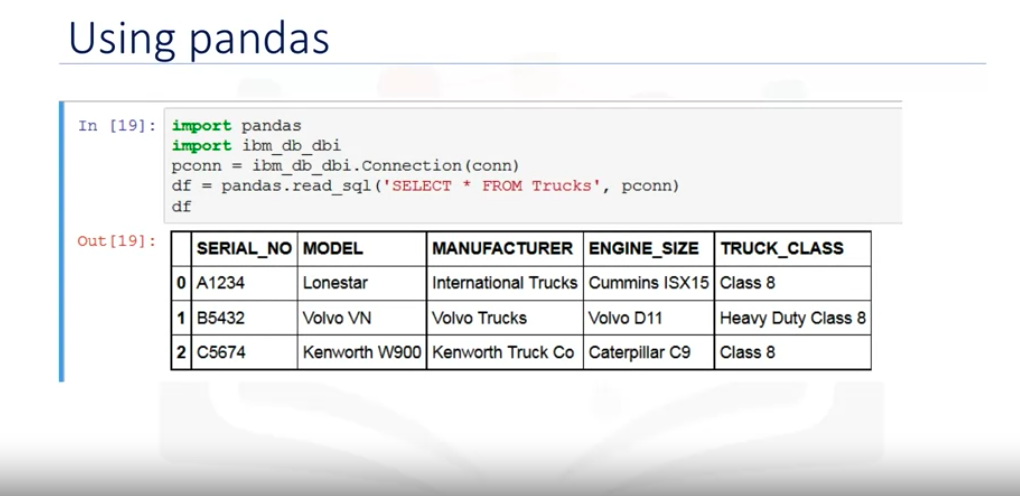 Using pandas
In [19]: import pandas
import ibm_db_dbi
pconn = ibm_db_dbi.Connection(conn)
df = pandas.read_sql('SELECT * FROM Trucks', pconn)
df
Out[19]:
SERIAL_NO MODEL MANUFACTURER ENGINE_SIZE TRUCK_CLASS
0 A1234 Lonestar International Trucks Cummins ISX15 Class 8
1 B5432 Volvo VN Volvo Trucks Volvo D11 Heavy Duty Class 8
2 C5674 Kenworth W900 Kenworth Truck Co Caterpillar C9 Class 8